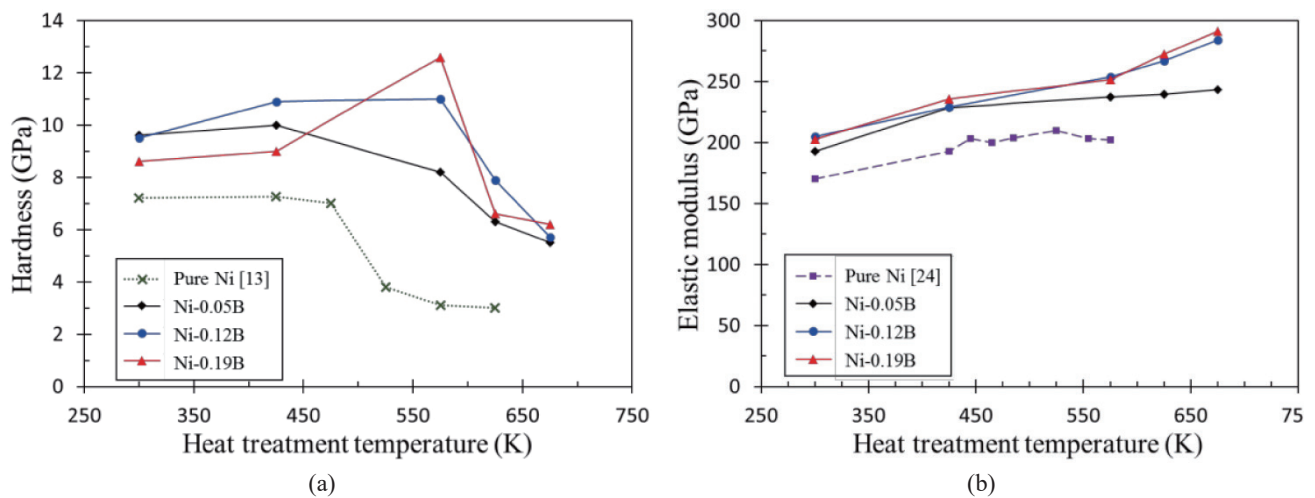 14
12
10
8
6
4
2
0
Hardness (GPa)
Pure Ni [13]
Ni-0.05B
Ni-0.12B
Ni-0.19B
250 350 450 550 650 750
Heat treatment temperature (K)
(a)
300
250
200
150
100
50
0
Elastic modulus (GPa)
Pure Ni [24]
Ni-0.05B
Ni-0.12B
Ni-0.19B
250 350 450 550 650 75
Heat treatment temperature (K)
(b)